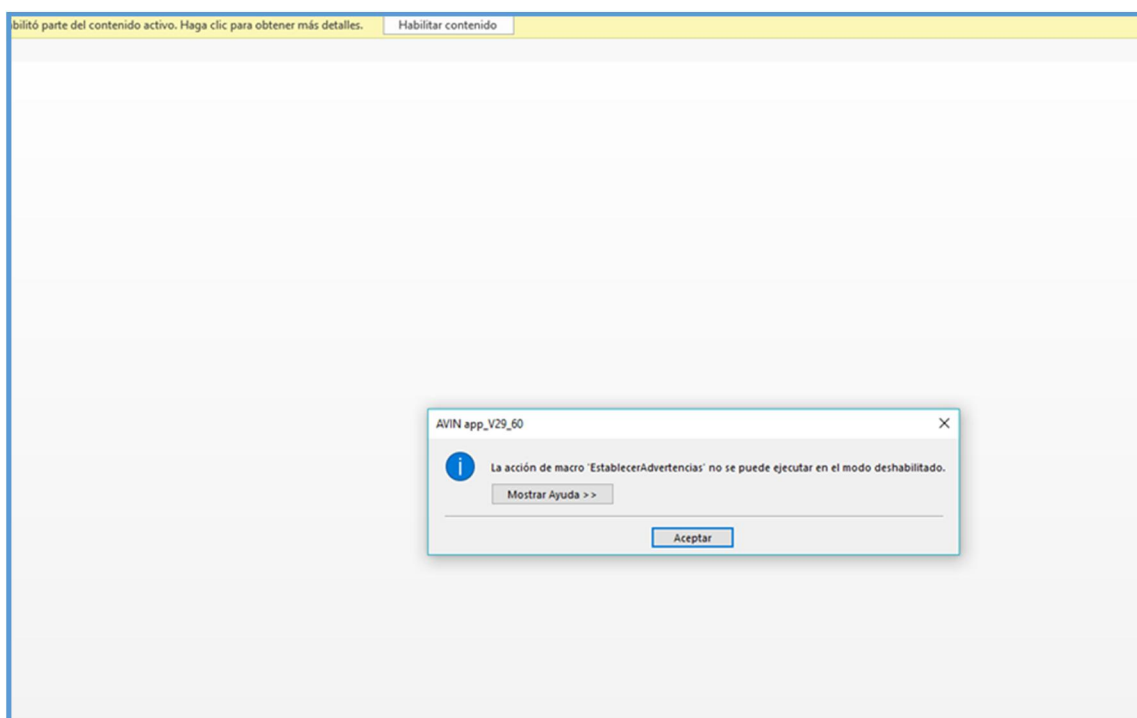 parte del contenido activo. Haga clic para obtener más detalles. Habilitar contenido
AVIN app_V29_60
La acción de macro 'EstablecerAdvertencias' no se puede ejecutar en el modo deshabilitado.
Mostrar Ayuda >>
Aceptar